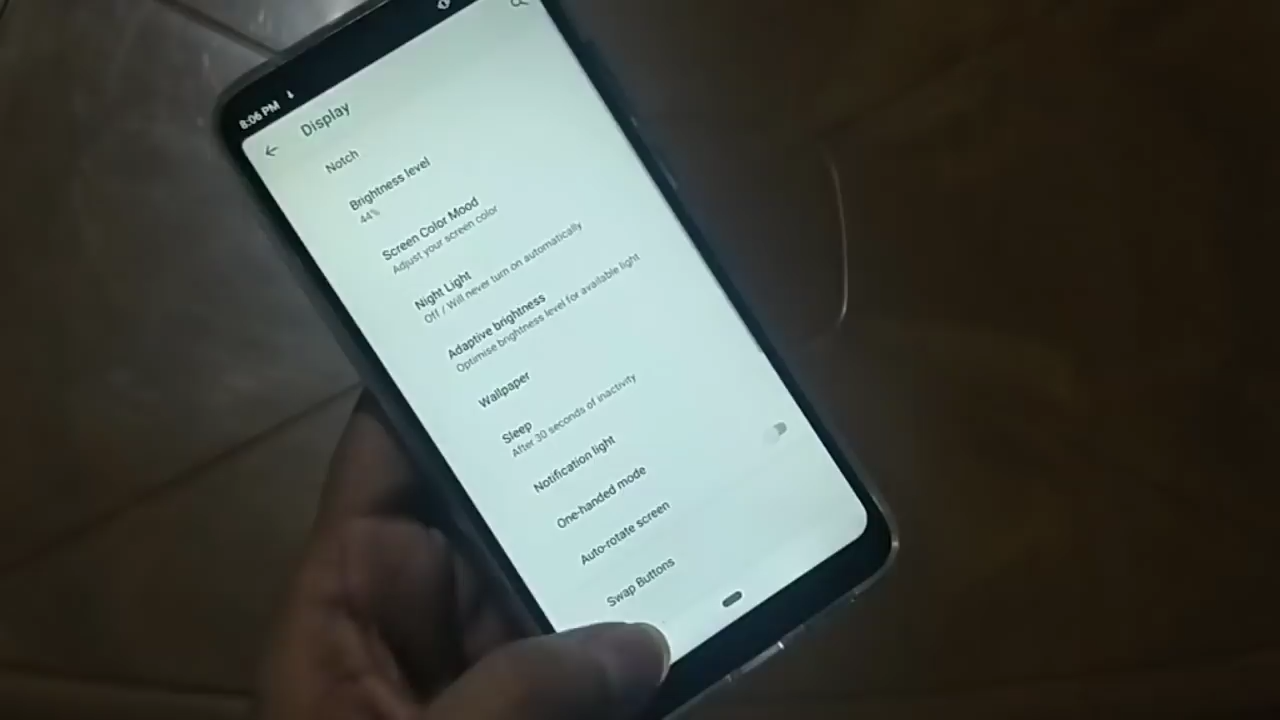 8:06 PM
Display
Notch
Brightness level
44%
Screen Color Mood
Adjust your screen color
Night Light
Off / Will never turn on automatically
Adaptive brightness
Optimise brightness level for available light
Wallpaper
Sleep
After 30 seconds of inactivity
Notification light
One-handed mode
Auto-rotate screen
Swap Buttons